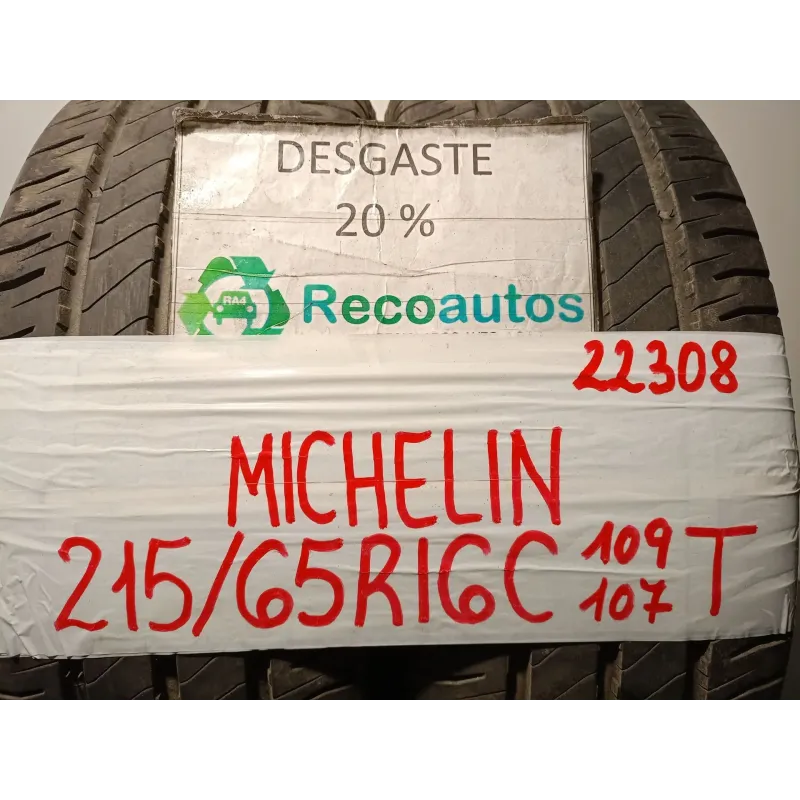 DESGASTE
20 %
RA4
Recoautos
22308
MICHELIN
215/65R16C 109 T
107